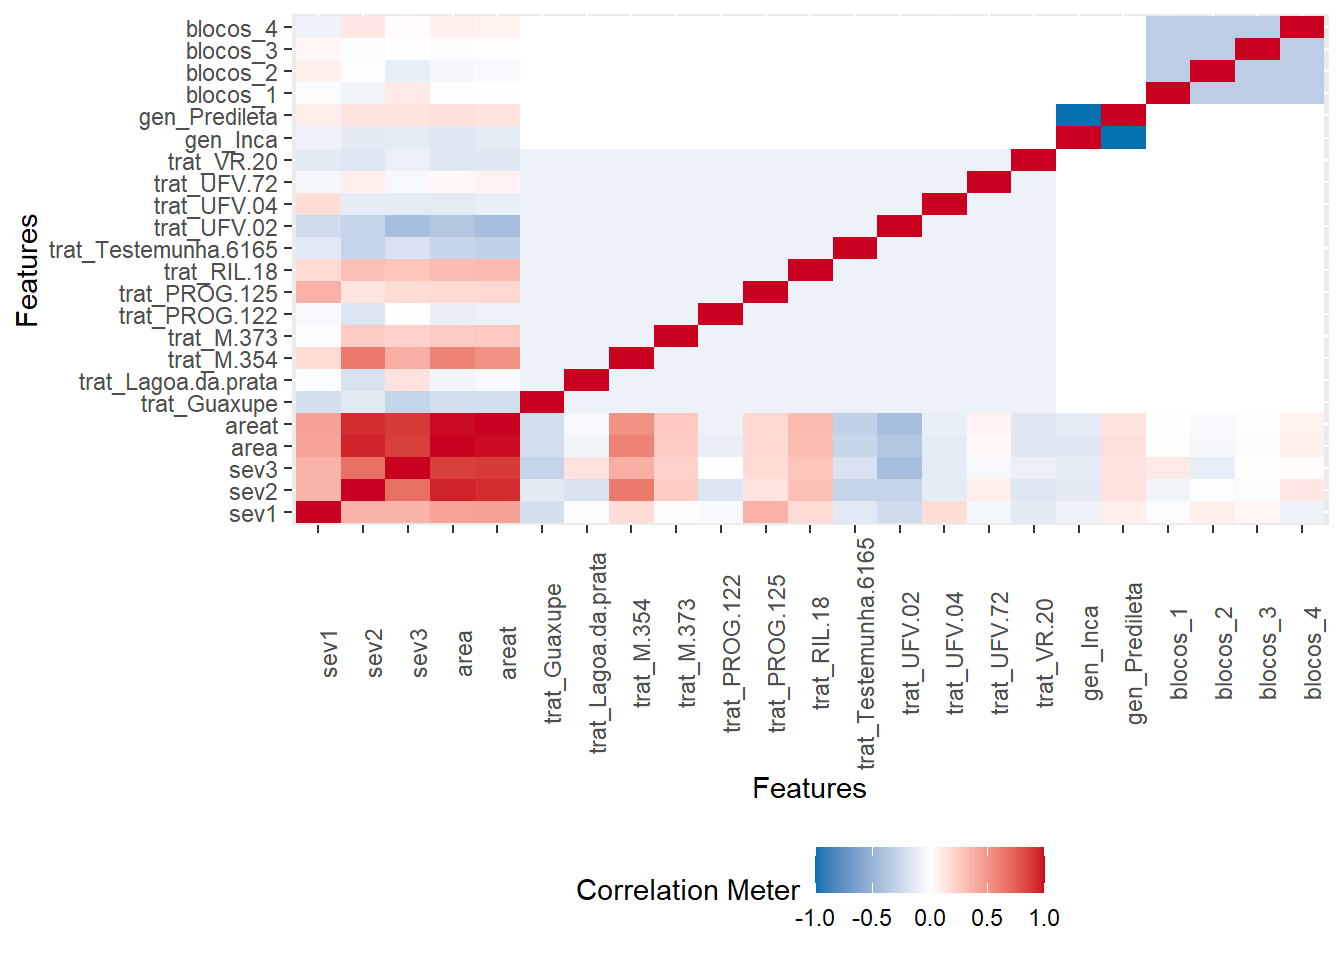 blocos_4
blocos_3
blocos_2
blocos_1
gen_Predileta
gen_Inca
trat_VR.20
trat_UFV.72
trat_UFV.04
trat_UFV.02
trat_Testemunha.6165
trat_RIL.18
trat_PROG.125
trat_PROG.122
trat_M.373
trat_M.354
trat_Lagoa.da.prata
trat_Guaxupe
areat
area
sev3
sev2
sev1
Features
sev1
sev2
sev3
area
areat
trat_Guaxupe
trat_Lagoa.da.prata
trat_M.354
trat_M.373
trat_PROG.122
trat_PROG.125
trat_RIL.18
trat_Testemunha.6165
trat_UFV.02
trat_UFV.04
trat_UFV.72
trat_VR.20
gen_Inca
gen_Predileta
blocos_1
blocos_2
blocos_3
blocos_4
Features
Correlation Meter
-1.0 -0.5 0.0 0.5 1.0